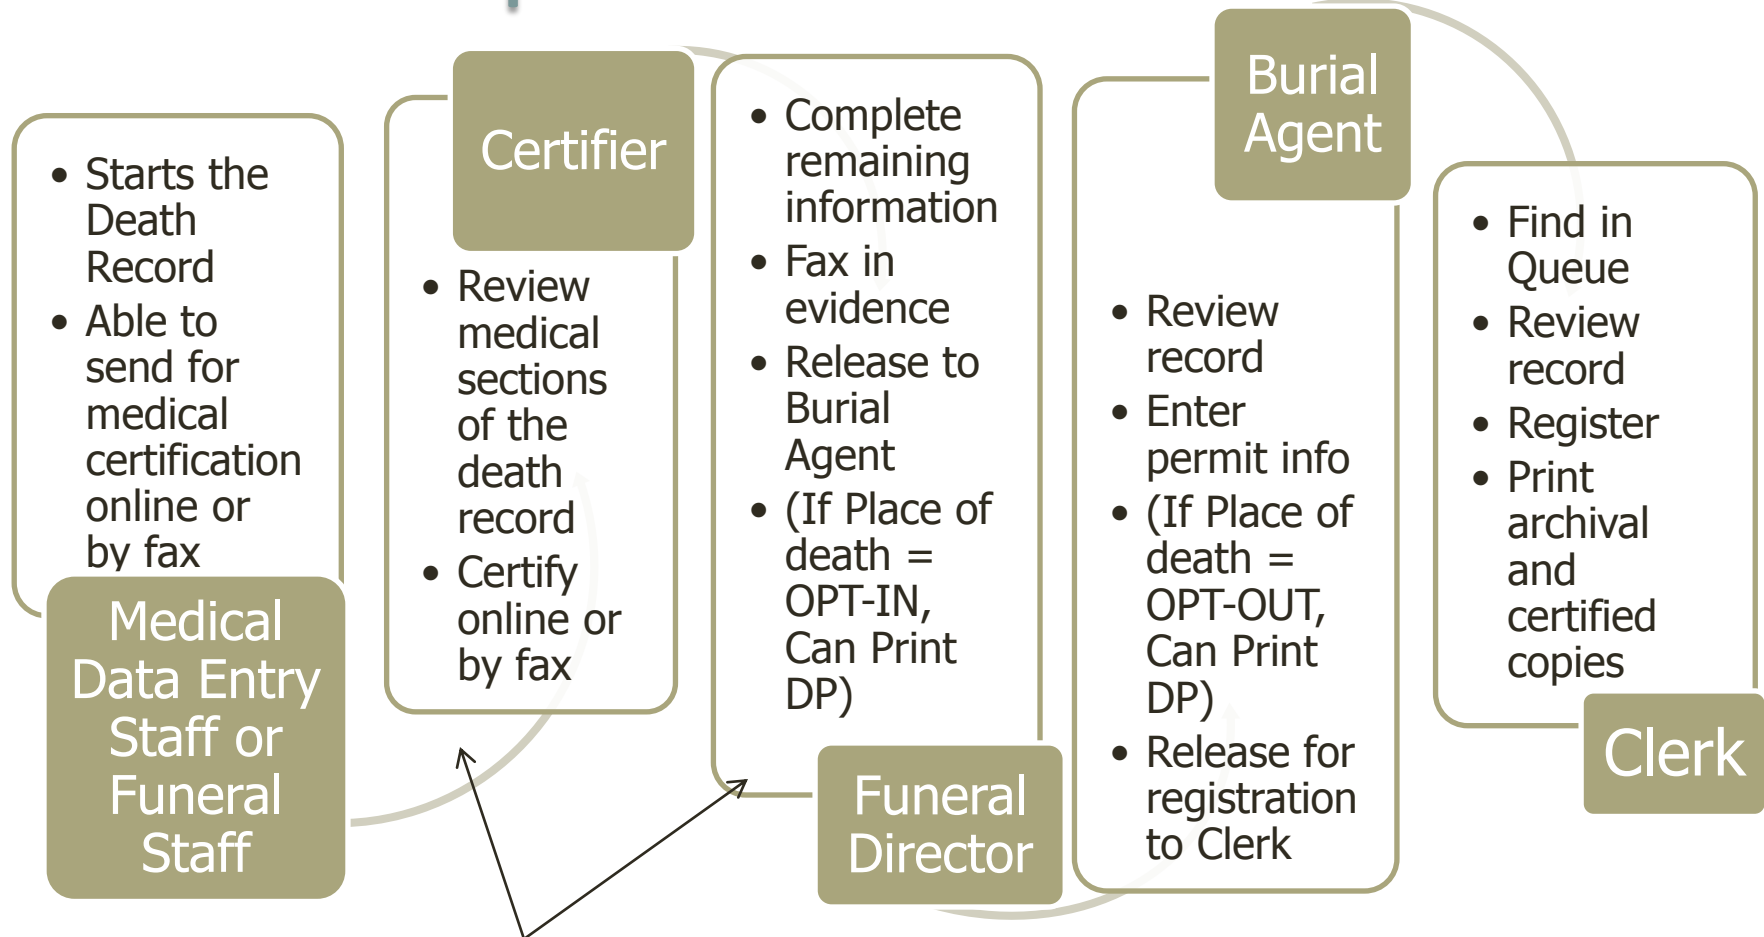 • Starts the
Death
Record
• Able to
send for
medical
certification
online or
by fax
Medical
Data Entry
Staff or
Funeral
Staff
Certifier
• Review
medical
sections
of the
death
record
• Certify
online or
by fax
• Complete
remaining
information
• Fax in
evidence
• Release to
Burial
Agent
• (If Place of
death =
OPT-IN,
Can Print
DP)
Funeral
Director
Burial
Agent
• Review
record
• Enter
permit info
• (If Place of
death =
OPT-OUT,
Can Print
DP)
• Release for
registration
to Clerk
• Find in
Queue
• Review
record
• Register
• Print
archival
and
certified
copies
Clerk